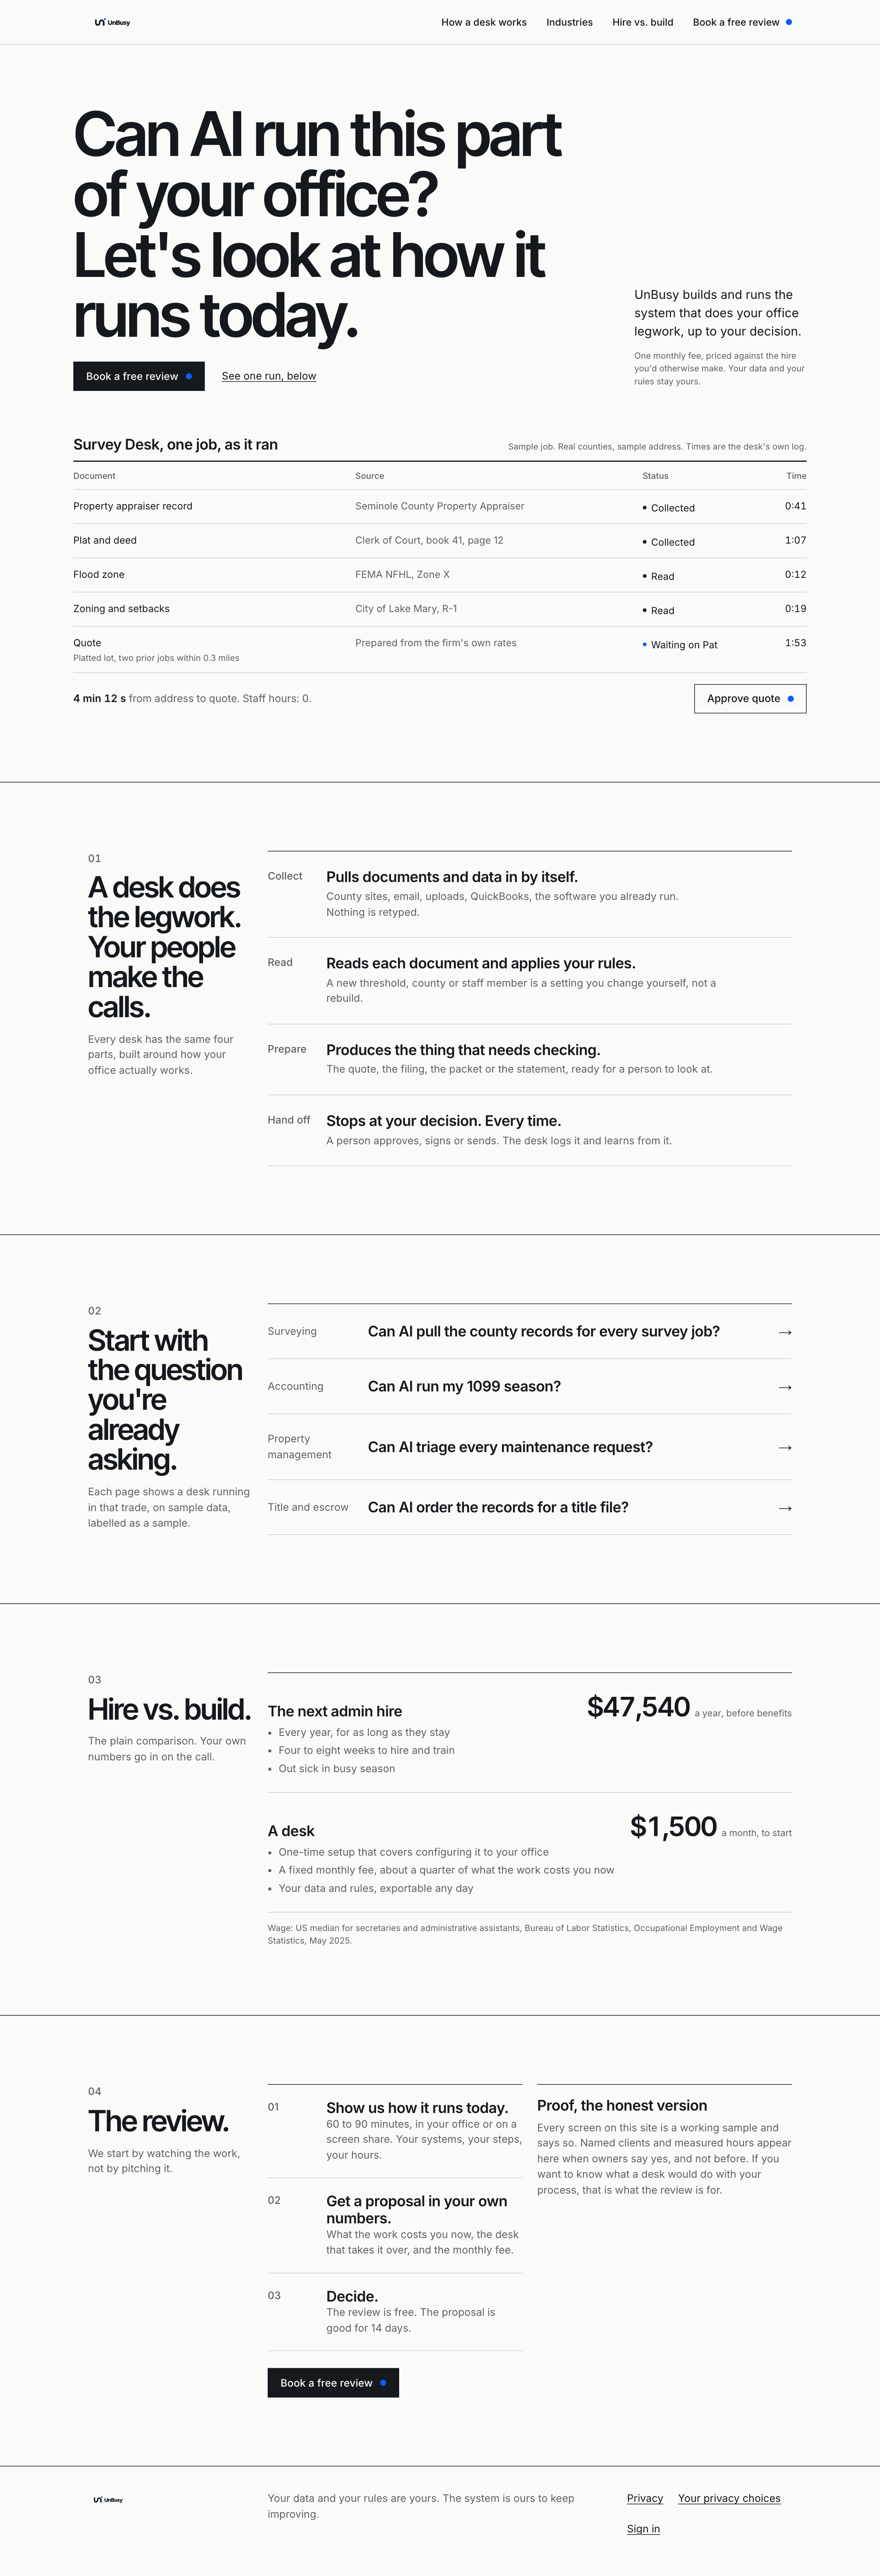 UnBusy
How a desk works
Industries
Hire vs. build
Book a free review
Can AI run this part
of your office?
Let's look at how it
runs today.
UnBusy builds and runs the
system that does your office
legwork, up to your decision.
One monthly fee, priced against the hire
you'd otherwise make. Your data and your
rules stay yours.
Book a free review
See one run, below
Survey Desk, one job, as it ran
Sample job. Real counties, sample address. Times are the desk's own log.
Document Source Status Time
Property appraiser record Seminole County Property Appraiser • Collected 0:41
Plat and deed Clerk of Court, book 41, page 12 • Collected 1:07
Flood zone FEMA NFHL, Zone X • Read 0:12
Zoning and setbacks City of Lake Mary, R-1 • Read 0:19
Quote Prepared from the firm's own rates • Waiting on Pat 1:53
Platted lot, two prior jobs within 0.3 miles
4 min 12 s from address to quote. Staff hours: 0.
Approve quote
01
A desk does
the legwork.
Your people
make the
calls.
Every desk has the same four
parts, built around how your
office actually works.
Collect
Pulls documents and data in by itself.
County sites, email, uploads, QuickBooks, the software you already run.
Nothing is retyped.
Read
Reads each document and applies your rules.
A new threshold, county or staff member is a setting you change yourself, not a
rebuild.
Prepare
Produces the thing that needs checking.
The quote, the filing, the packet or the statement, ready for a person to look at.
Hand off
Stops at your decision. Every time.
A person approves, signs or sends. The desk logs it and learns from it.
02
Start with
the question
you're
already
asking.
Each page shows a desk running
in that trade, on sample data,
labelled as a sample.
Surveying
Can AI pull the county records for every survey job? →
Accounting
Can AI run my 1099 season? →
Property
management
Can AI triage every maintenance request? →
Title and escrow
Can AI order the records for a title file? →
03
Hire vs. build.
The plain comparison. Your own
numbers go in on the call.
The next admin hire
$47,540 a year, before benefits
• Every year, for as long as they stay
• Four to eight weeks to hire and train
• Out sick in busy season
A desk
$1,500 a month, to start
• One-time setup that covers configuring it to your office
• A fixed monthly fee, about a quarter of what the work costs you now
• Your data and rules, exportable any day
Wage: US median for secretaries and administrative assistants, Bureau of Labor Statistics, Occupational Employment and Wage
Statistics, May 2025.
04
The review.
We start by watching the work,
not by pitching it.
01
Show us how it runs today.
60 to 90 minutes, in your office or on a
screen share. Your systems, your steps,
your hours.
02
Get a proposal in your own
numbers.
What the work costs you now, the desk
that takes it over, and the monthly fee.
03
Decide.
The review is free. The proposal is
good for 14 days.
Book a free review
Proof, the honest version
Every screen on this site is a working sample and
says so. Named clients and measured hours appear
here when owners say yes, and not before. If you
want to know what a desk would do with your
process, that is what the review is for.
UnBusy
Your data and your rules are yours. The system is ours to keep
improving.
Privacy
Your privacy choices
Sign in